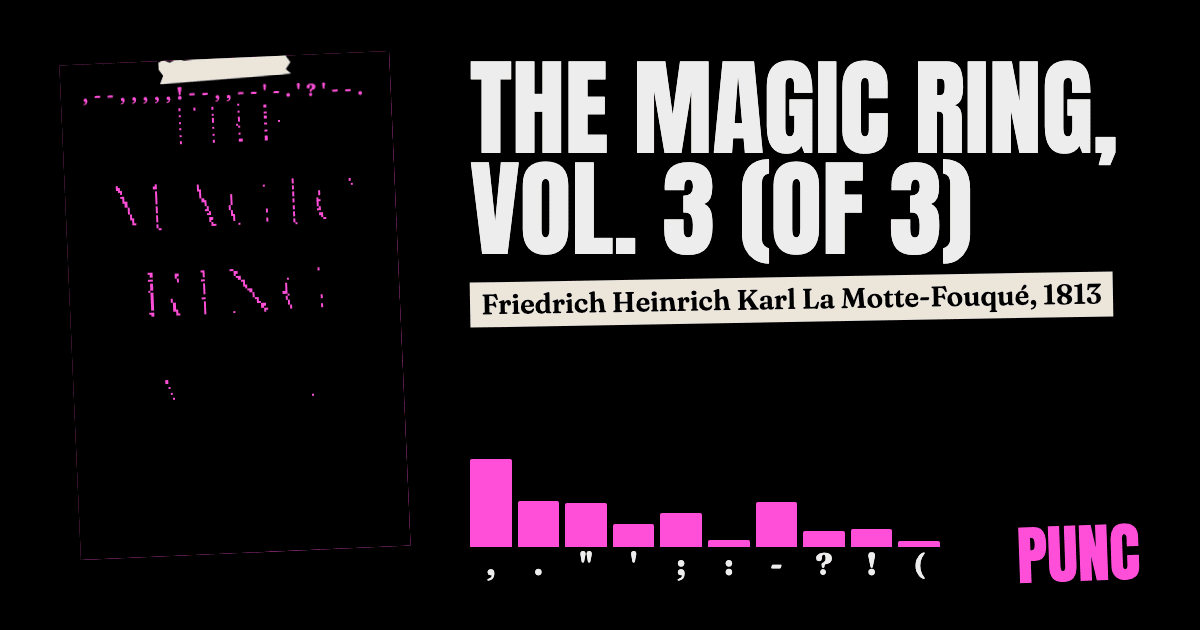 ,--,,,,,!--,,--'-.'?'--.
THE MAGIC RING,
VOL. 3 (OF 3)
Friedrich Heinrich Karl La Motte-Fouqué, 1813
, . " ' ; : - ? ! (
PUNC